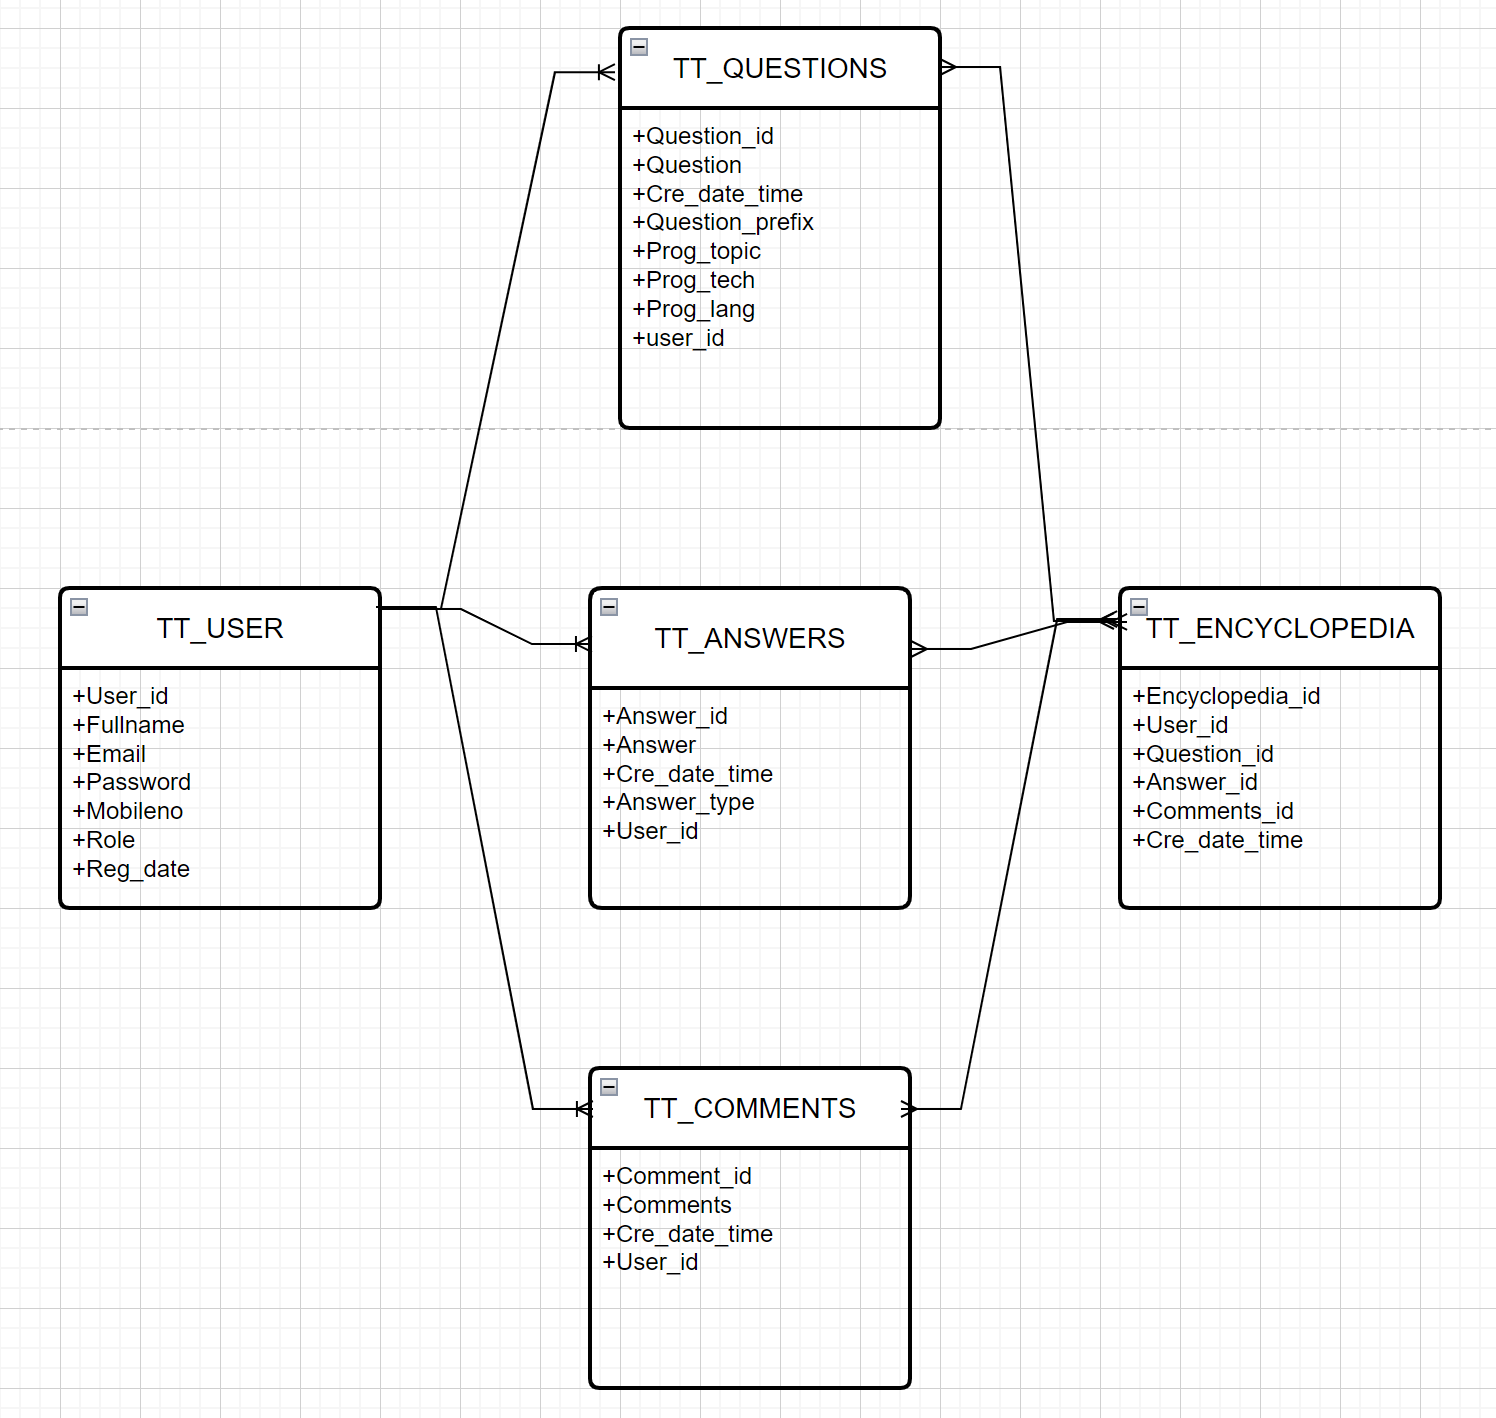 TT_QUESTIONS
+Question_id
+Question
+Cre_date_time
+Question_prefix
+Prog_topic
+Prog_tech
+Prog_lang
+user_id
TT_USER
+User_id
+Fullname
+Email
+Password
+Mobileno
+Role
+Reg_date
TT_ANSWERS
+Answer_id
+Answer
+Cre_date_time
+Answer_type
+User_id
TT_ENCYCLOPEDIA
+Encyclopedia_id
+User_id
+Question_id
+Answer_id
+Comments_id
+Cre_date_time
TT_COMMENTS
+Comment_id
+Comments
+Cre_date_time
+User_id